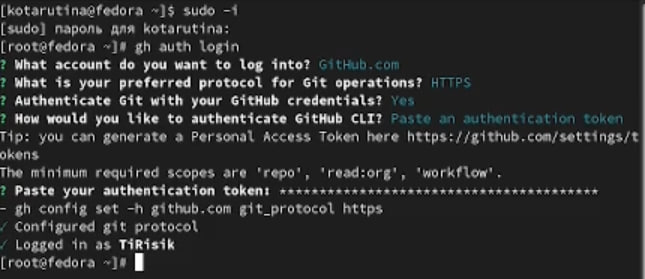 [kotarutina@fedora ~]$ sudo -i
[sudo] пароль для kotarutina:
[root@fedora ~]# gh auth login
? What account do you want to log into? GitHub.com
? What is your preferred protocol for Git operations? HTTPS
? Authenticate Git with your GitHub credentials? Yes
? How would you like to authenticate GitHub CLI? Paste an authentication token
Tip: you can generate a Personal Access Token here https://github.com/settings/t
okens
The minimum required scopes are 'repo', 'read:org', 'workflow'.
? Paste your authentication token: ****************************************
- gh config set -h github.com git_protocol https
✓ Configured git protocol
✓ Logged in as TiRisik
[root@fedora ~]#